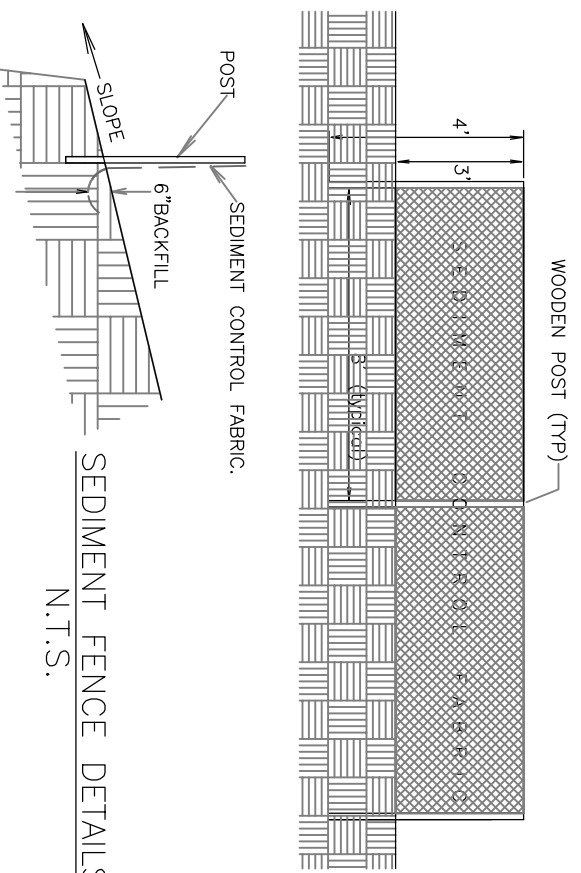 WOODEN POST (TYP)
4'
3'
SEDIMENT CONTROL FABRIC
8' (typical)
POST
SEDIMENT CONTROL FABRIC.
SLOPE
6"BACKFILL
SEDIMENT FENCE DETAILS
N.T.S.